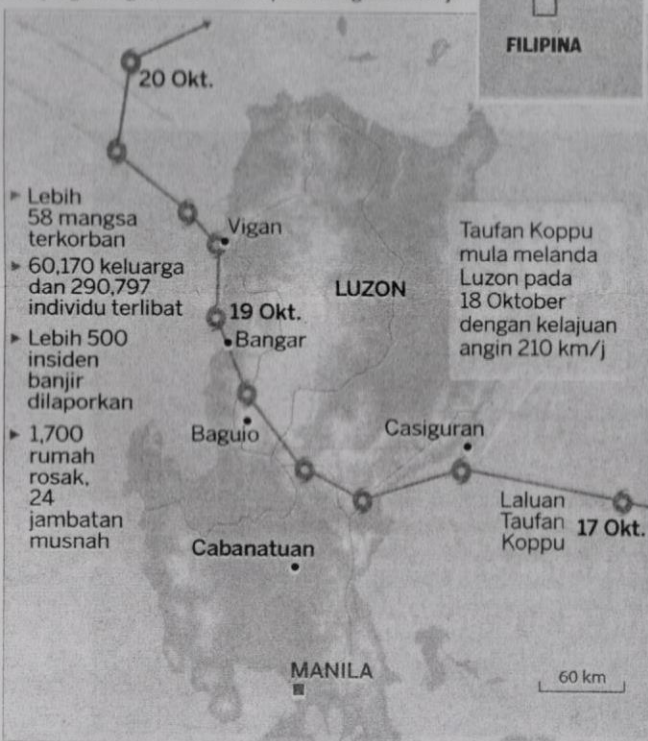 FILIPINA
20 Okt.
▸ Lebih
58 mangsa
terkorban
▸ 60,170 keluarga
dan 290,797
individu terlibat
▸ Lebih 500
insiden
banjir
dilaporkan
▸ 1,700
rumah
rosak,
24
jambatan
musnah
Vigan
LUZON
19 Okt.
Bangar
Baguio
Taufan Koppu
mula melanda
Luzon pada
18 Oktober
dengan kelajuan
angin 210 km/j
Casiguran
Laluan
Taufan
Koppu
17 Okt.
Cabanatuan
MANILA
60 km